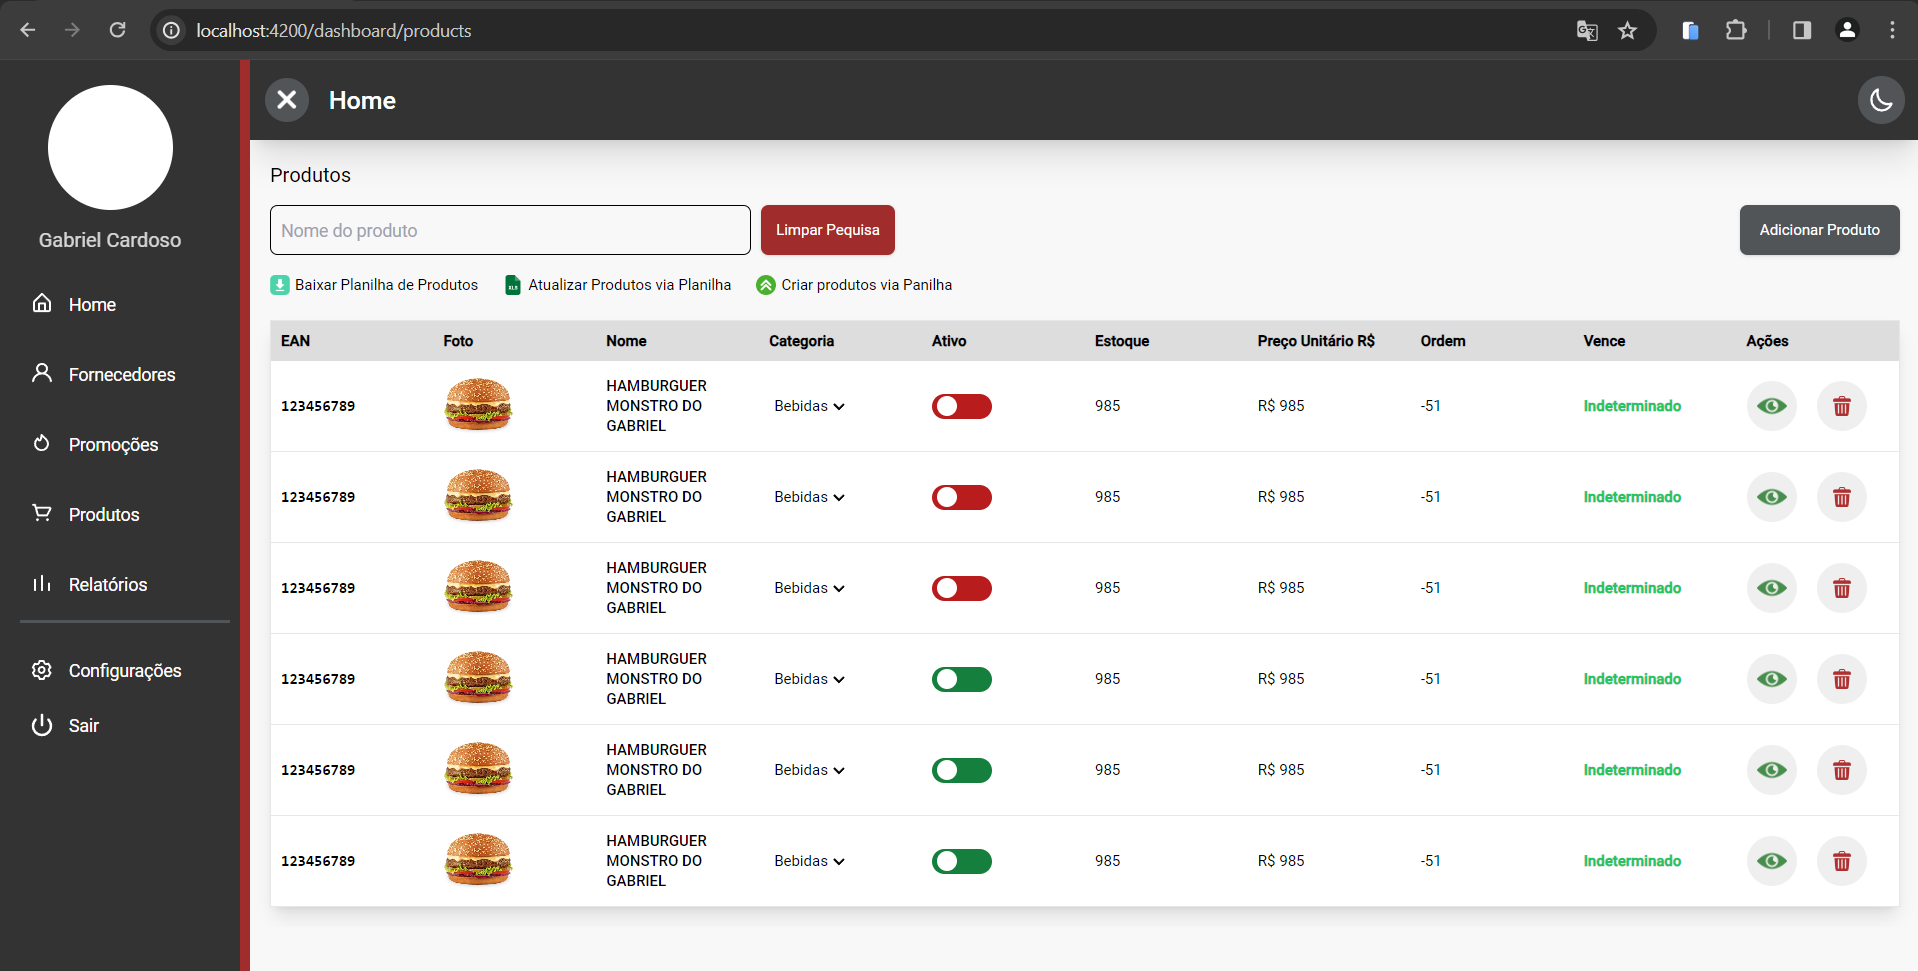 localhost:4200/dashboard/products
Gabriel Cardoso
Home
Fornecedores
Promoções
Produtos
Relatórios
Configurações
Sair
Home
Produtos
Nome do produto
Limpar Pequisa
Adicionar Produto
Baixar Planilha de Produtos
XLS
Atualizar Produtos via Planilha
Criar produtos via Panilha
EAN Foto Nome Categoria Ativo Estoque Preço Unitário R$ Ordem Vence Ações
HAMBURGUER
123456789 MONSTRO DO Bebidas 985 R$ 985 -51 Indeterminado
GABRIEL
HAMBURGUER
123456789 MONSTRO DO Bebidas 985 R$ 985 -51 Indeterminado
GABRIEL
HAMBURGUER
123456789 MONSTRO DO Bebidas 985 R$ 985 -51 Indeterminado
GABRIEL
HAMBURGUER
123456789 MONSTRO DO Bebidas 985 R$ 985 -51 Indeterminado
GABRIEL
HAMBURGUER
123456789 MONSTRO DO Bebidas 985 R$ 985 -51 Indeterminado
GABRIEL
HAMBURGUER
123456789 MONSTRO DO Bebidas 985 R$ 985 -51 Indeterminado
GABRIEL